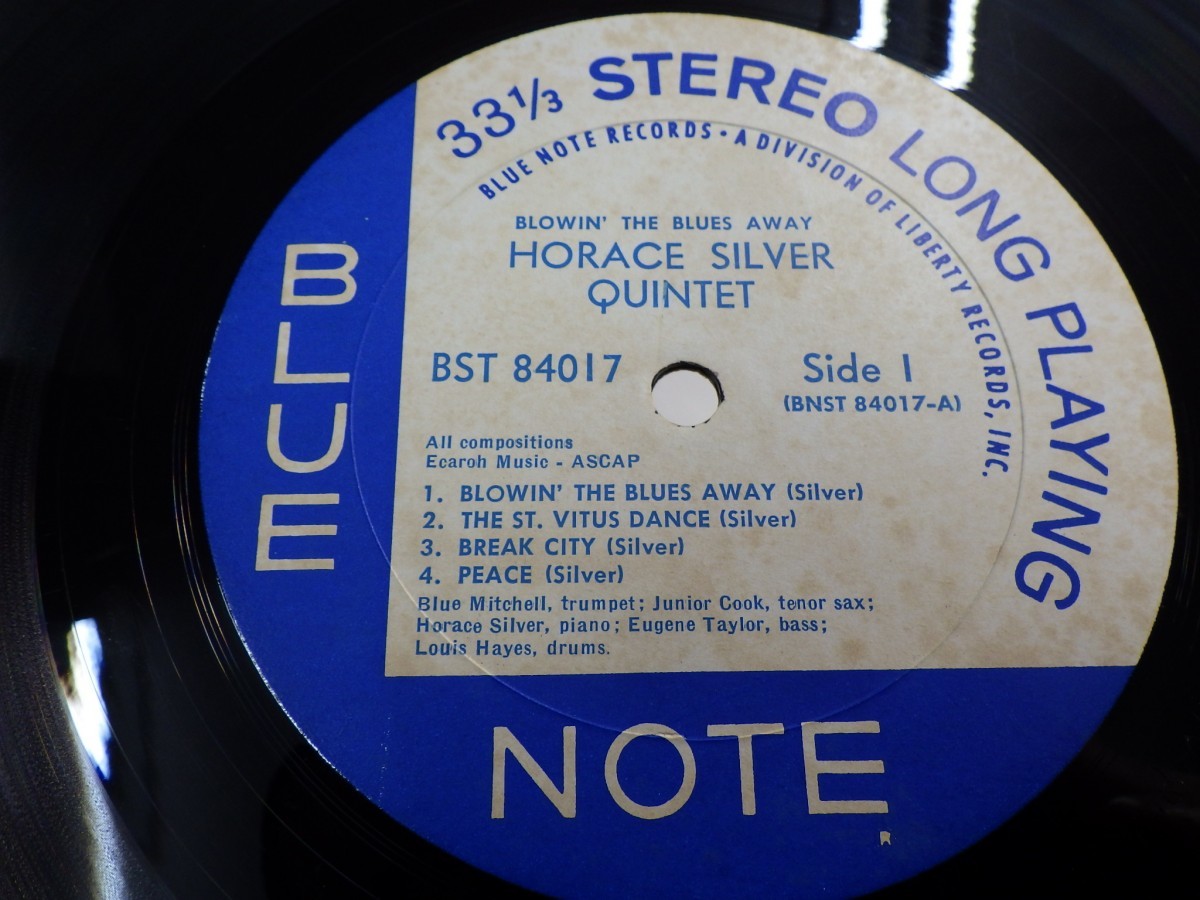 33⅓ STEREO LONG PLAYING
BLUE NOTE RECORDS · A DIVISION OF LIBERTY RECORDS, INC.
BLOWIN' THE BLUES AWAY
HORACE SILVER
QUINTET
BST 84017
Side 1
(BNST 84017-A)
All compositions
Ecaroh Music - ASCAP
1. BLOWIN' THE BLUES AWAY (Silver)
2. THE ST. VITUS DANCE (Silver)
3. BREAK CITY (Silver)
4. PEACE (Silver)
Blue Mitchell, trumpet; Junior Cook, tenor sax;
Horace Silver, piano; Eugene Taylor, bass;
Louis Hayes, drums.
BLUE
NOTE
R